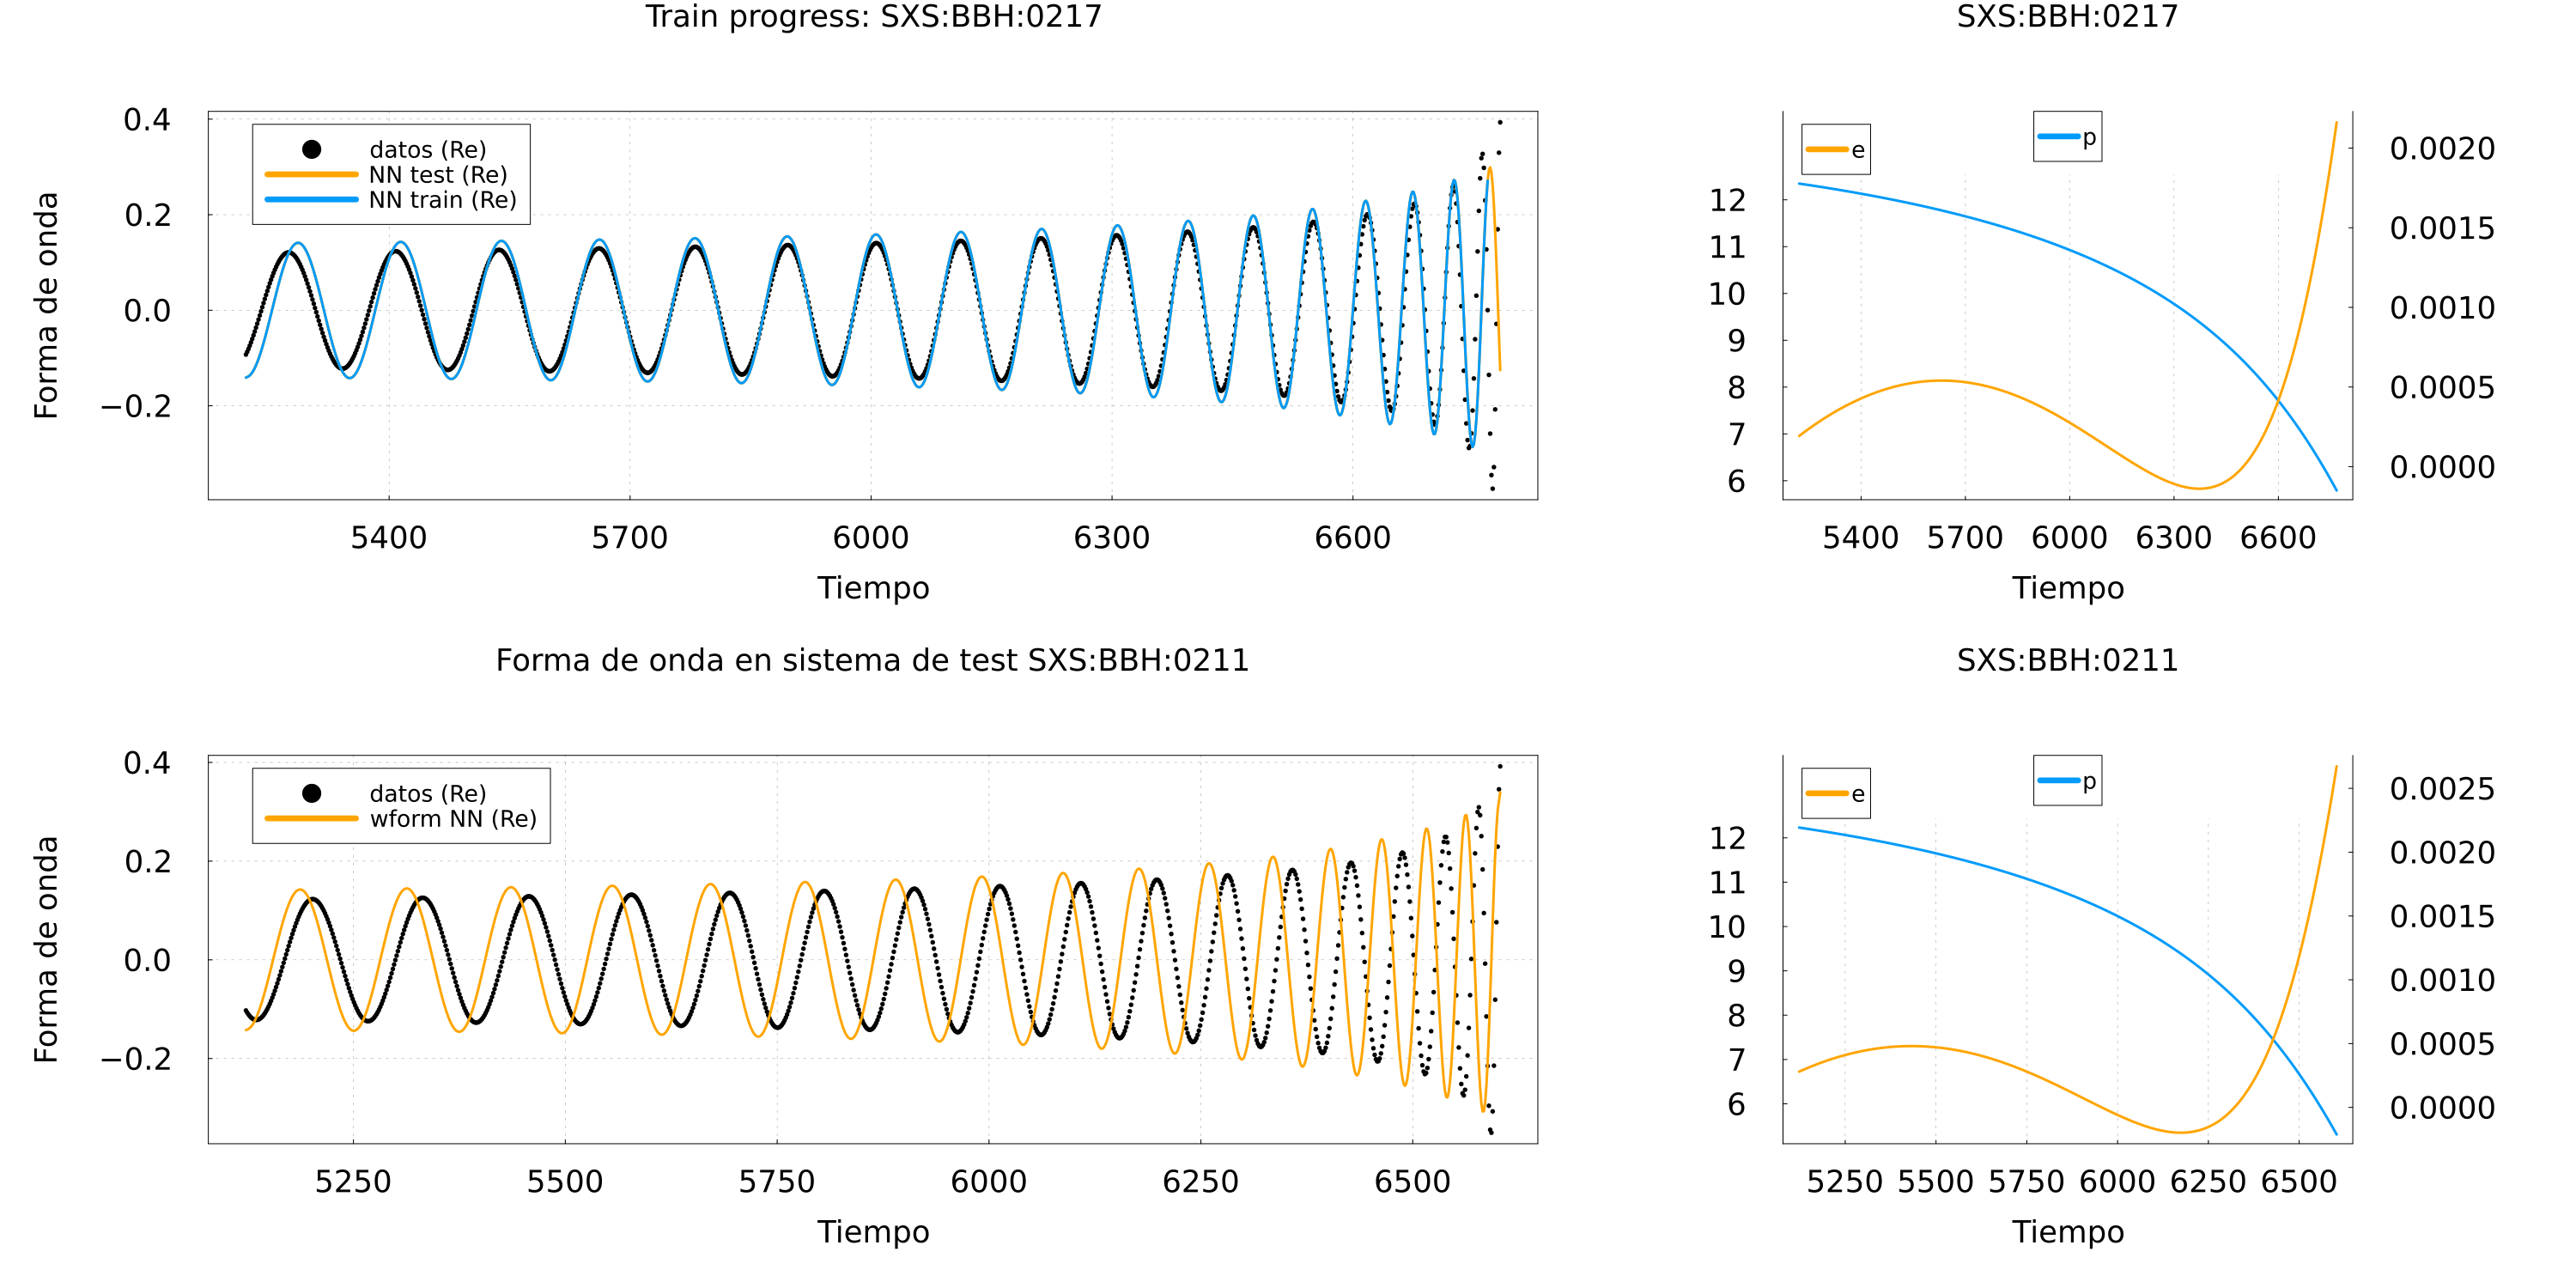 Train progress: SXS:BBH:0217
SXS:BBH:0217
0.4
0.2
0.0
−0.2
Forma de onda
datos (Re)
NN test (Re)
NN train (Re)
5400 5700 6000 6300 6600
Tiempo
e
p
12
11
10
9
8
7
6
0.0020
0.0015
0.0010
0.0005
0.0000
5400 5700 6000 6300 6600
Tiempo
Forma de onda en sistema de test SXS:BBH:0211
SXS:BBH:0211
0.4
0.2
0.0
−0.2
Forma de onda
datos (Re)
wform NN (Re)
5250 5500 5750 6000 6250 6500
Tiempo
e
p
12
11
10
9
8
7
6
0.0025
0.0020
0.0015
0.0010
0.0005
0.0000
5250 5500 5750 6000 6250 6500
Tiempo